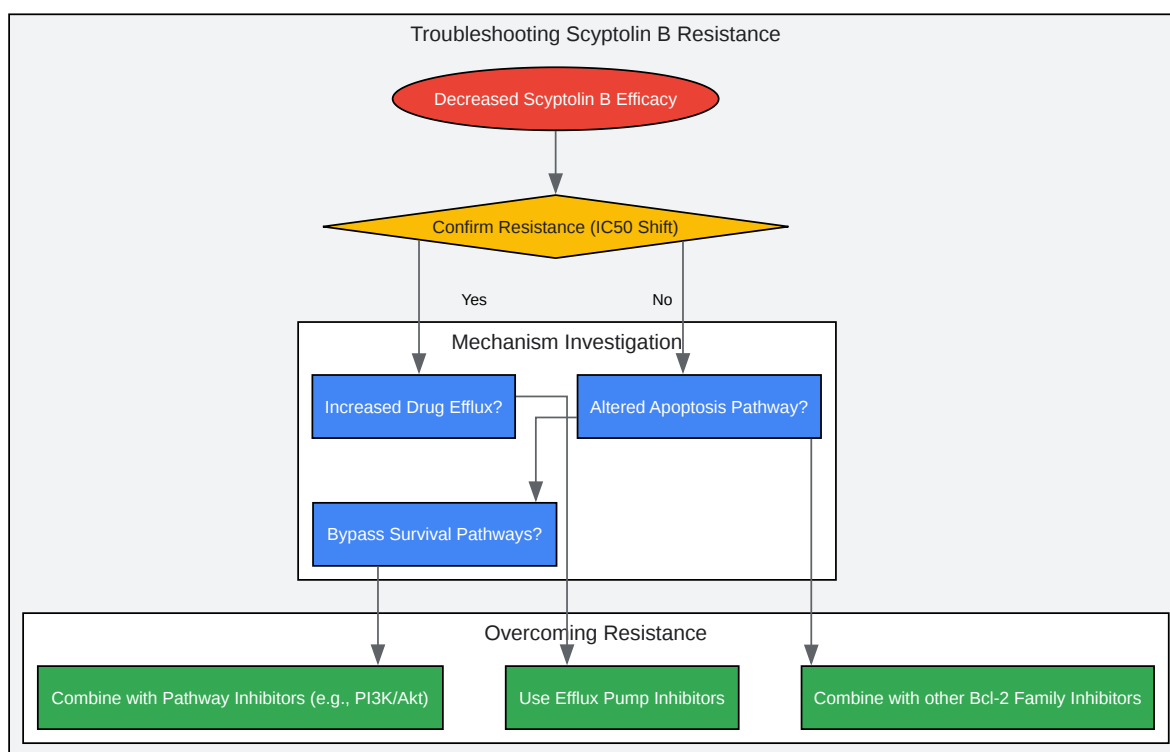 Troubleshooting Scyptolin B Resistance
Decreased Scyptolin B Efficacy
Confirm Resistance (IC50 Shift)
Yes
No
Mechanism Investigation
Increased Drug Efflux?
Altered Apoptosis Pathway?
Bypass Survival Pathways?
Overcoming Resistance
Combine with Pathway Inhibitors (e.g., PI3K/Akt)
Use Efflux Pump Inhibitors
Combine with other Bcl-2 Family Inhibitors